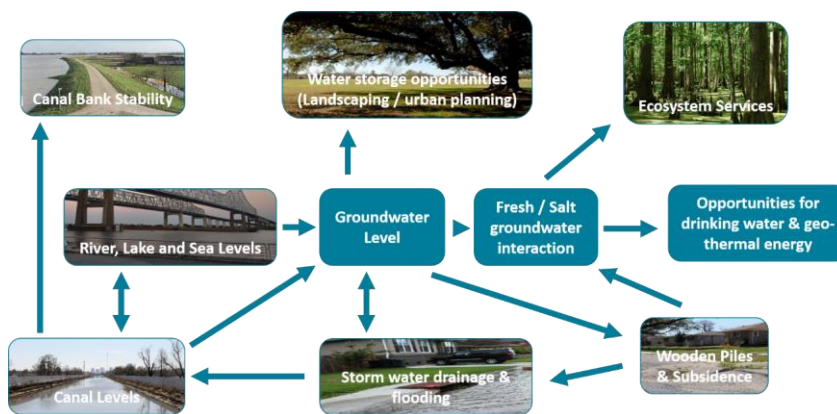 Canal Bank Stability
Water storage opportunities
(Landscaping / urban planning)
Ecosystem Services
River, Lake and Sea Levels
Groundwater
Level
Fresh / Salt
groundwater
interaction
Opportunities for
drinking water & geo-
thermal energy
Canal Levels
Storm water drainage &
flooding
Wooden Piles
& Subsidence